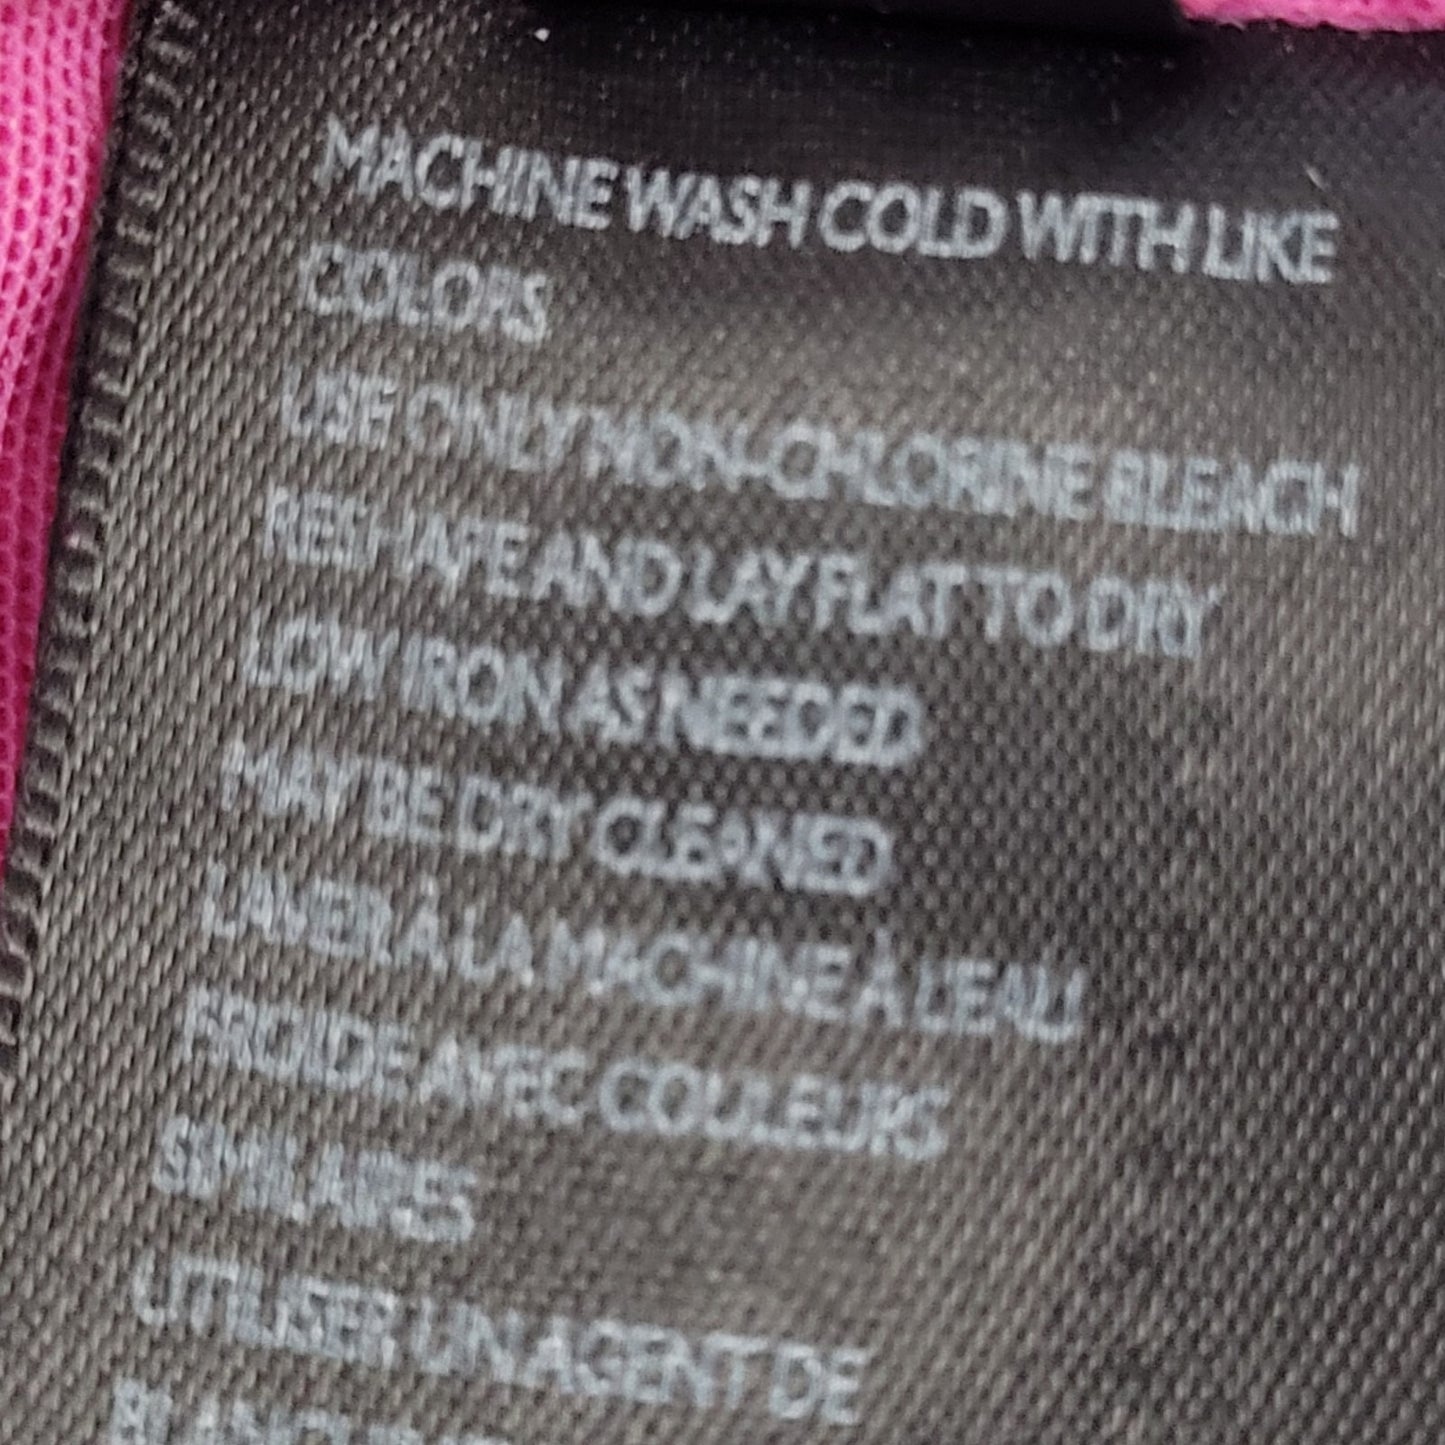 MACHINE WASH COLD WITH LIKE
COLORS
USE ONLY NON-CHLORINE BLEACH
RESHAPE AND LAY FLAT TO DRY
LOW IRON AS NEEDED
MAY BE DRY CLEANED
LAVER À LA MACHINE À L'EAU
FROIDE AVEC COULEURS
SIMILAIRES
UTILISER UN AGENT DE